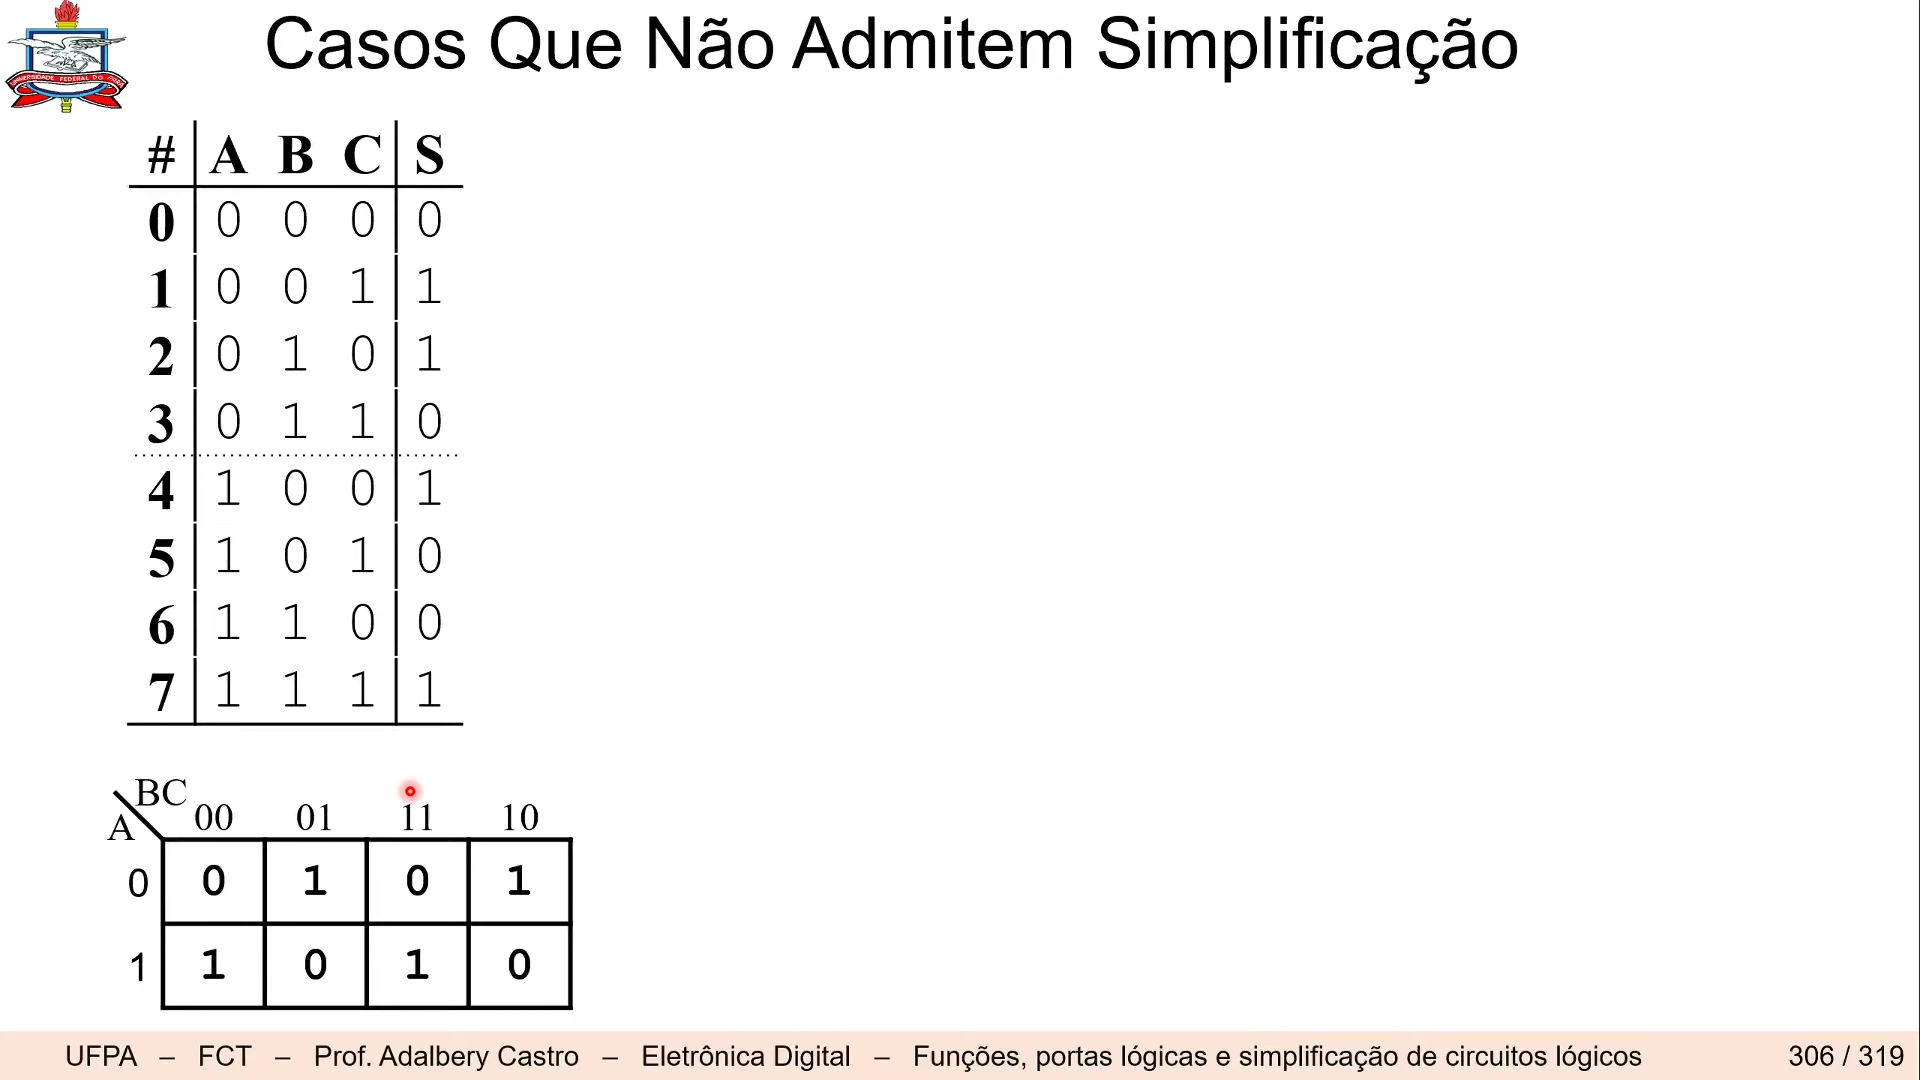 Casos Que Não Admitem Simplificação
# A B C S
0 0 0 0 0
1 0 0 1 1
2 0 1 0 1
3 0 1 1 0
4 1 0 0 1
5 1 0 1 0
6 1 1 0 0
7 1 1 1 1
BC
A 00 01 11 10
0 0 1 0 1
1 1 0 1 0
UFPA – FCT – Prof. Adalbery Castro – Eletrônica Digital – Funções, portas lógicas e simplificação de circuitos lógicos 306 / 319